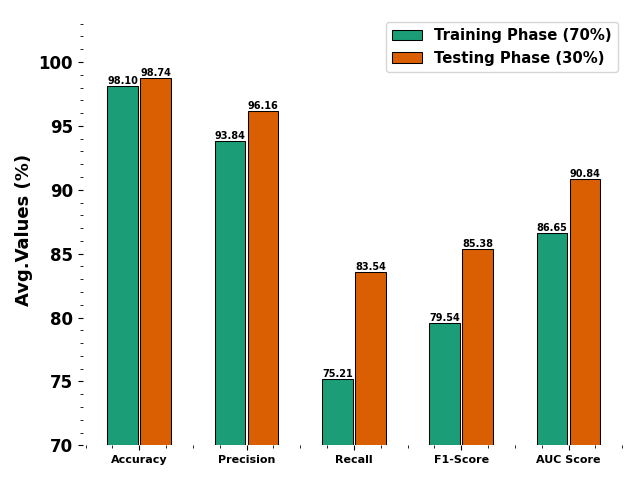 Training Phase (70%)
Testing Phase (30%)
Avg.Values (%)
100
95
90
85
80
75
70
98.10
98.74
93.84
96.16
75.21
83.54
79.54
85.38
86.65
90.84
Accuracy
Precision
Recall
F1-Score
AUC Score